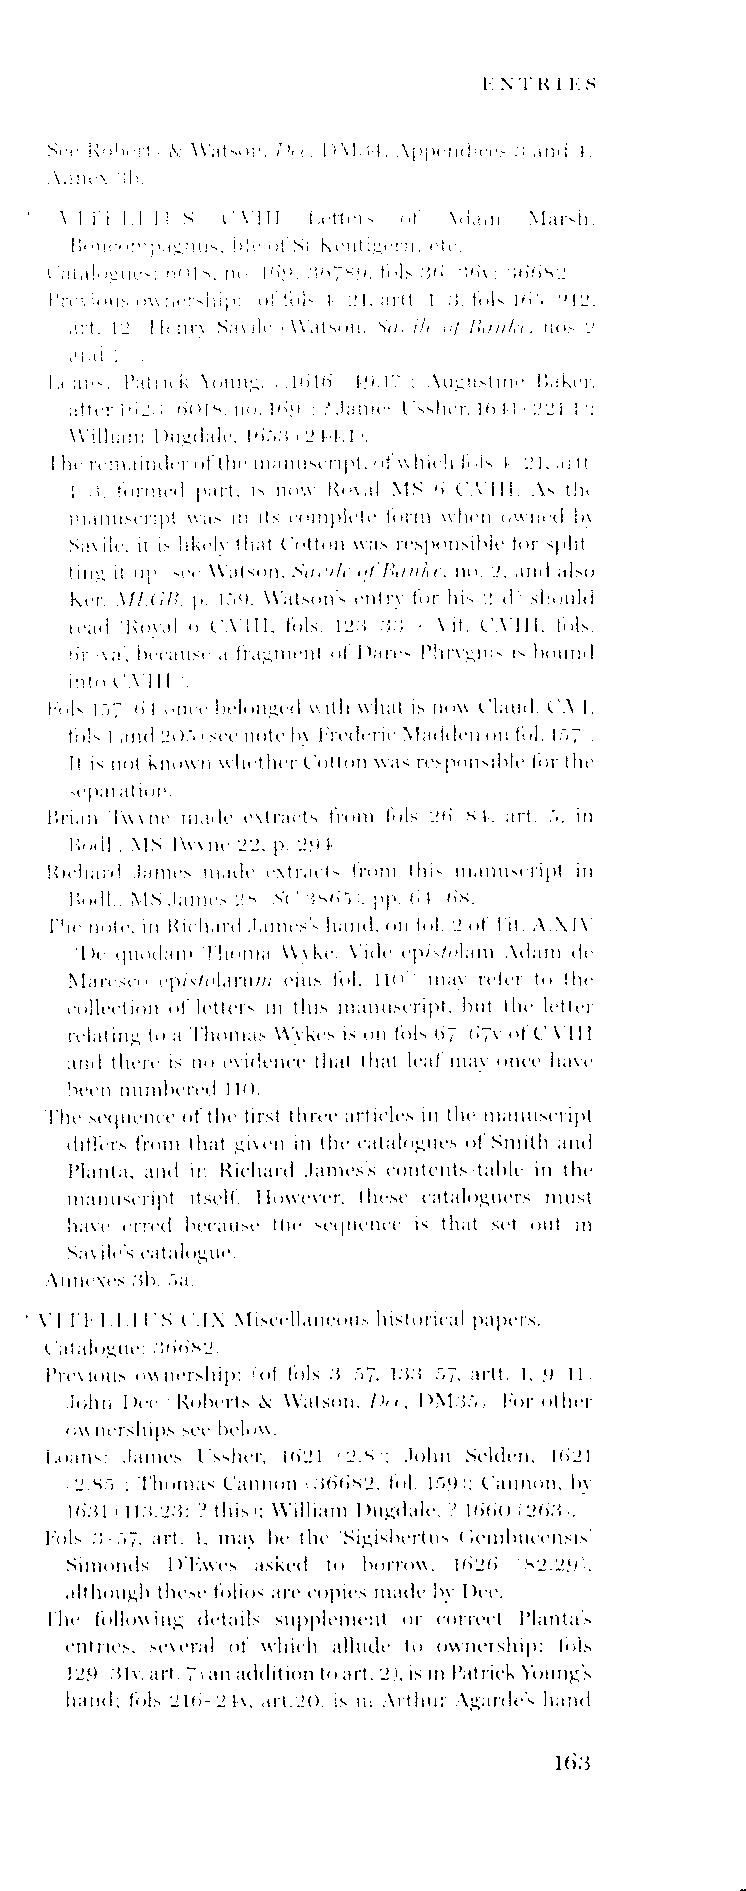 ENTRIES
See Roberts & Watson, Dee, DM34, Appendices 3 and 4.
Annex 3b.
VITELLIUS C.VIII Letters of Adam Marsh,
Boncompagnus, life of St Kentigern, etc.
Catalogues: 6018, no. 169; 36789, fols 36–36v; 36682.
Previous ownership: (of fols 4–21, artt. 1–3, fols
art. 12) Henry Savile (Watson, Savile of Banke, nos 2
and
Loans: Patrick Young, c.1616 ; Augustine Baker,
after 1623 (6018, no. 169); ? James Ussher, 1641
William Dugdale, 1653 (244.1).
The remainder of the manuscript, of which fols 4–21, artt.
1–3, formed part, is now Royal MS 6 C.VIII. As the
manuscript was in its complete form when owned by
Savile, it is likely that Cotton was responsible for split-
ting it up (see Watson, Savile of Banke, no. 2, and also
Ker, MLGB, p. 159. Watson's entry for his 2 'd' should
read 'Royal 6 C.VIII, fols. 123–33 + Vit. C.VIII, fols.
because a fragment of Dares Phrygius is bound
into C.VIII).
Fols 157–64 once belonged with what is now Claud. C.VI,
fols 1 and 205 (see note by Frederic Madden on fol. 157).
It is not known whether Cotton was responsible for the
separation.
Brian Twyne made extracts from fols 26–84, art. 5, in
Bodl., MS Twyne 22, p. 294.
Richard James made extracts from this manuscript in
Bodl., MS James 28 (SC 3865), pp. 64–68.
The note, in Richard James's hand, on fol. 2 of Tit. A.XIV
'De quodam Thoma Wyke. Vide epistolam Adam de
Maresco epistolarum eius fol. 110' may refer to the
collection of letters in this manuscript, but the letter
relating to a Thomas Wykes is on fols 67–67v of C.VIII
and there is no evidence that that leaf may once have
been numbered 110.
The sequence of the first three articles in the manuscript
differs from that given in the catalogues of Smith and
Planta, and in Richard James's contents-table in the
manuscript itself. However, these cataloguers must
have erred because the sequence is that set out in
Savile's catalogue.
Annexes 3b, 5a.
VITELLIUS C.IX Miscellaneous historical papers.
Catalogue: 36682.
Previous ownership: (of fols 3–57, 133–57, artt. 1, 9–11)
John Dee (Roberts & Watson, Dee, DM35). For other
ownerships see below.
Loans: James Ussher, 1621 (2.8); John Selden, 1621
(2.85); Thomas Cannon (36682, fol. 159); Cannon, by
1631 (113.23: ? this); William Dugdale, ? 1660 (263).
Fols 3–57, art. 1, may be the 'Sigisbertus Gembucensis'
Simonds D'Ewes asked to borrow, 1626 (82.29),
although these folios are copies made by Dee.
The following details supplement or correct Planta's
entries, several of which allude to ownership: fols
129–31v, art. 7 (an addition to art. 2), is in Patrick Young's
hand; fols 216–24v, art.20, is in Arthur Agarde's hand
163